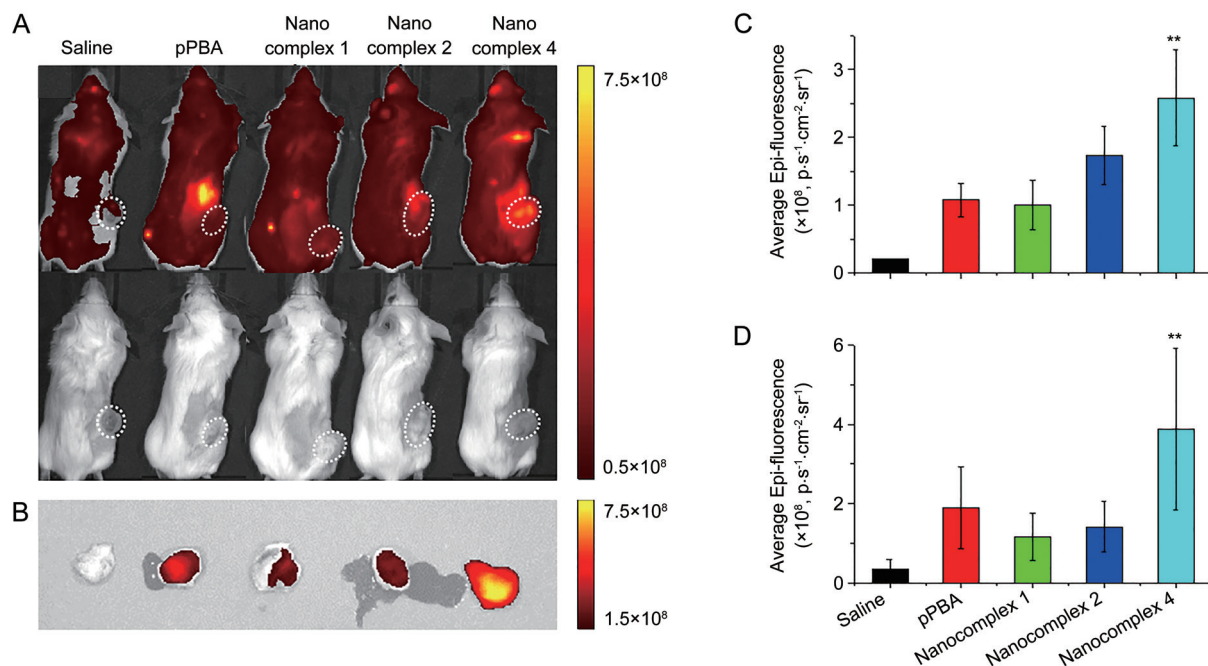 A
Saline
pPBA
Nano
complex 1
Nano
complex 2
Nano
complex 4
7.5×10⁸
0.5×10⁸
B
7.5×10⁸
1.5×10⁸
C
Average Epi-fluorescence
(×10⁸, p·s⁻¹·cm⁻²·sr⁻¹)
3
2
1
0
**
D
Average Epi-fluorescence
(×10⁸, p·s⁻¹·cm⁻²·sr⁻¹)
6
4
2
0
**
Saline
pPBA
Nanocomplex 1
Nanocomplex 2
Nanocomplex 4